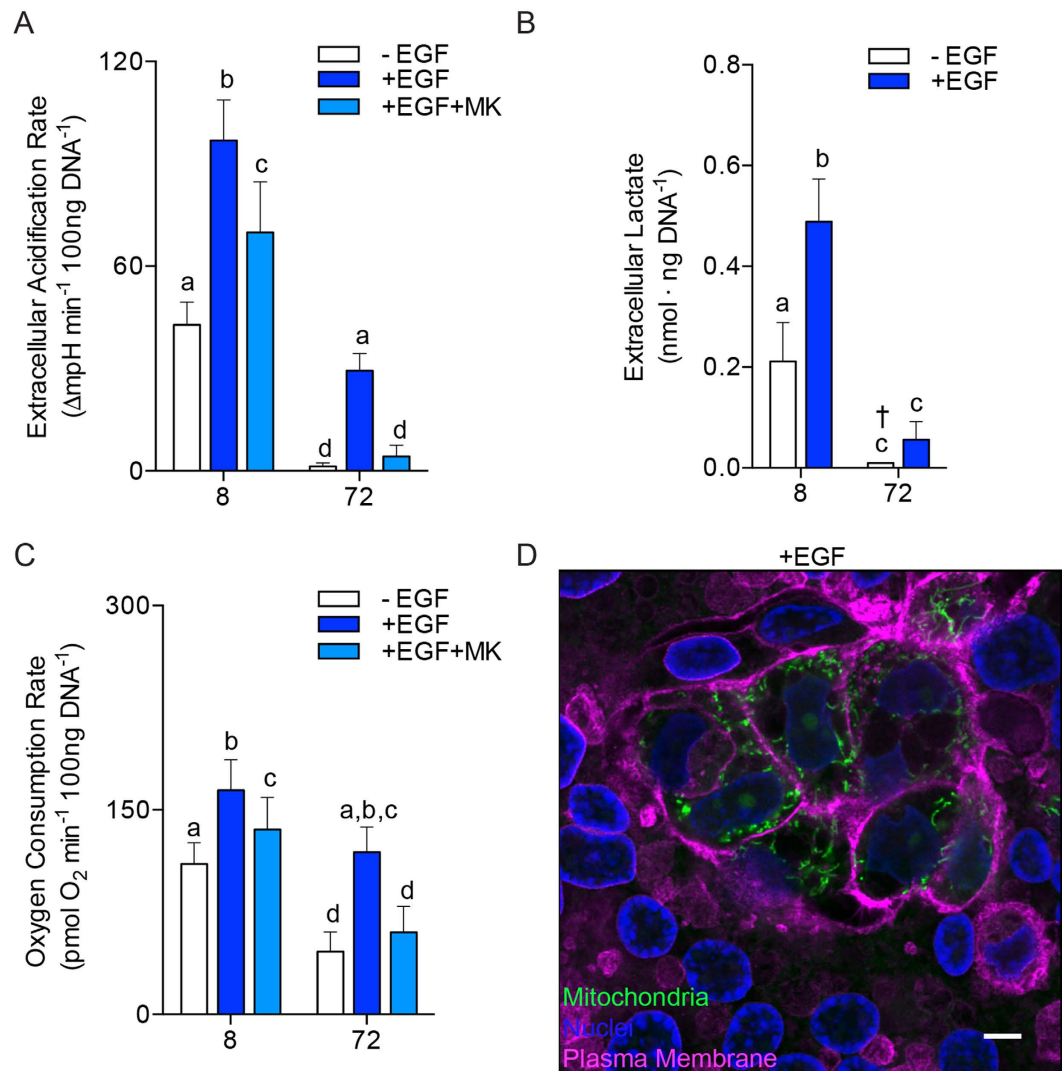 A
Extracellular Acidification Rate
(ΔmpH min⁻¹ 100ng DNA⁻¹)
120
60
0
- EGF
+EGF
+EGF+MK
a
b
c
d
a
d
8
72
B
Extracellular Lactate
(nmol · ng DNA⁻¹)
0.8
0.6
0.4
0.2
0.0
- EGF
+EGF
a
b
†
c
c
8
72
C
Oxygen Consumption Rate
(pmol O₂ min⁻¹ 100ng DNA⁻¹)
300
150
0
- EGF
+EGF
+EGF+MK
a
b
c
d
a,b,c
d
8
72
D
+EGF
Mitochondria
Nuclei
Plasma Membrane